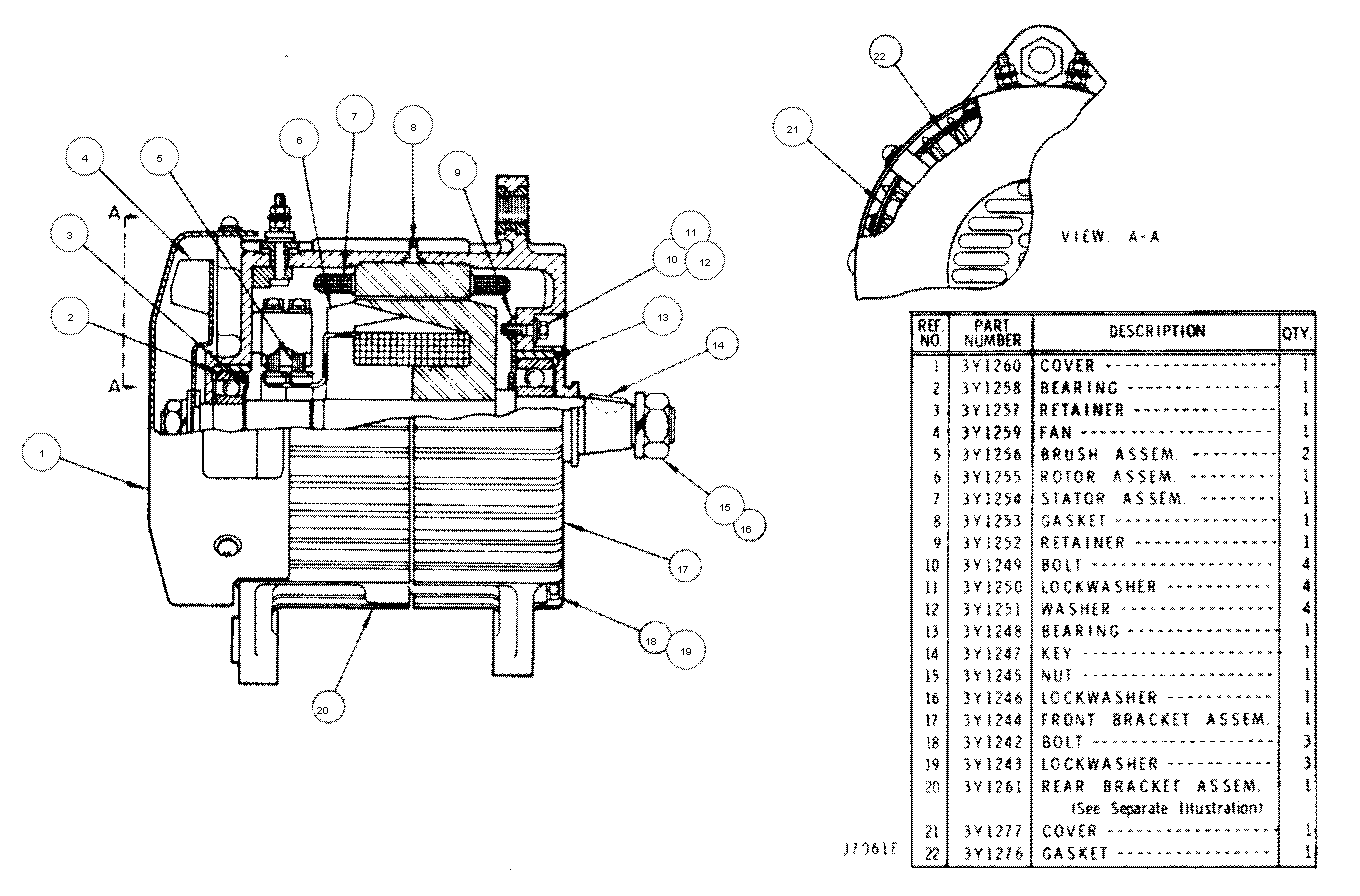 22
21
7
8
6
4
5
9
A
11
3
10
12
VIEW. A-A
2
13
14
A
1
15
16
17
18
19
20
REF. NO. PART NUMBER DESCRIPTION QTY.
1 3Y1260 COVER 1
2 3Y1258 BEARING 1
3 3Y1257 RETAINER 1
4 3Y1259 FAN 1
5 3Y1256 BRUSH ASSEM. 2
6 3Y1255 ROTOR ASSEM. 1
7 3Y1254 STATOR ASSEM. 1
8 3Y1253 GASKET 1
9 3Y1252 RETAINER 1
10 3Y1249 BOLT 4
11 3Y1250 LOCKWASHER 4
12 3Y1251 WASHER 4
13 3Y1248 BEARING 1
14 3Y1247 KEY 1
15 3Y1245 NUT 1
16 3Y1246 LOCKWASHER 1
17 3Y1244 FRONT BRACKET ASSEM. 1
18 3Y1242 BOLT 3
19 3Y1243 LOCKWASHER 3
20 3Y1261 REAR BRACKET ASSEM. 1
(See Separate Illustration)
21 3Y1277 COVER 1
22 3Y1276 GASKET 1